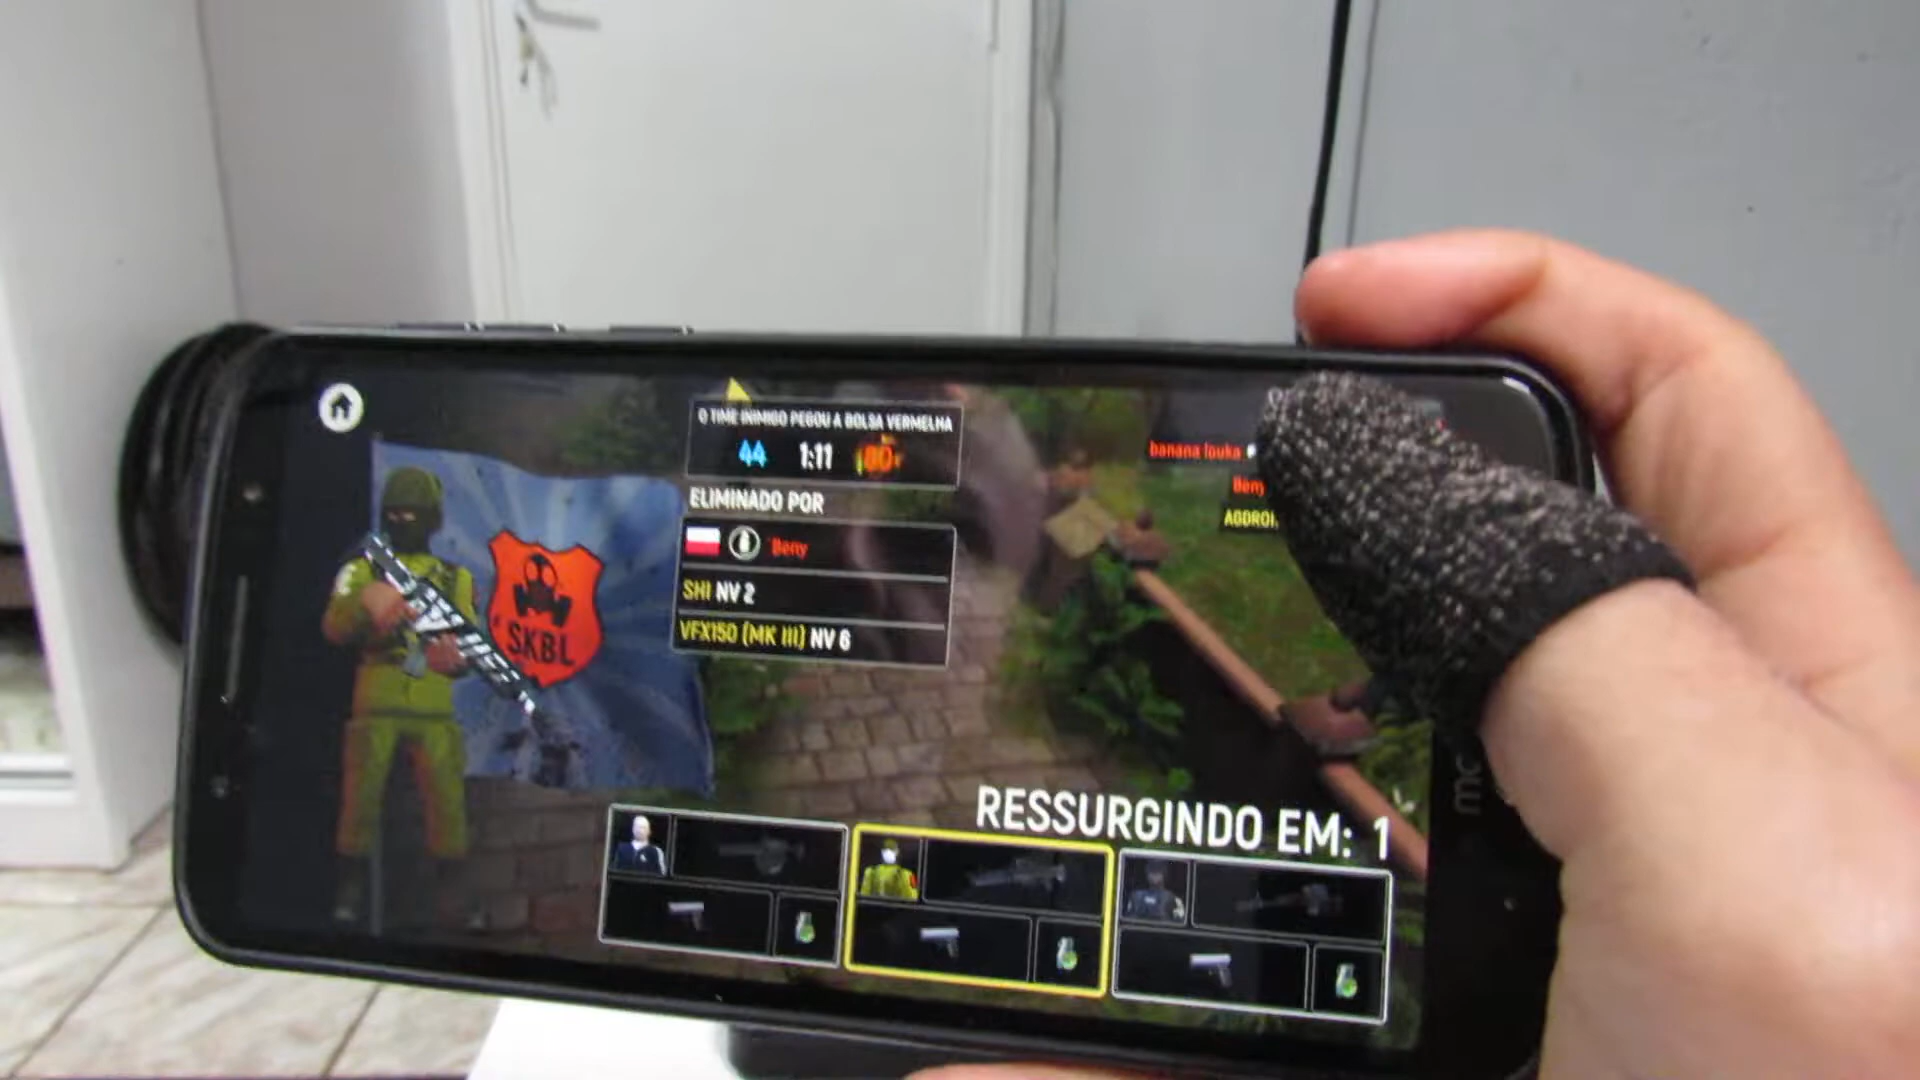 O TIME INIMIGO PEGOU A BOLSA VERMELHA
44 1:11 80
ELIMINADO POR
Beny
SHI NV 2
VFX150 (MK III) NV 6
banana louka
Beny
SKBL
RESSURGINDO EM: 1